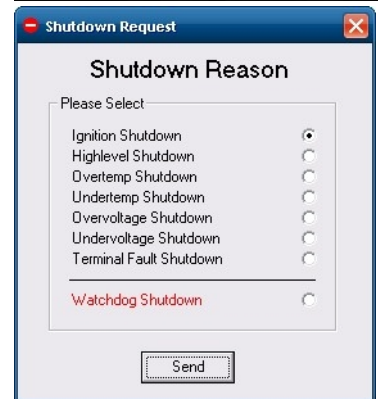 Shutdown Request
Shutdown Reason
Please Select
Ignition Shutdown
Highlevel Shutdown
Overtemp Shutdown
Undertemp Shutdown
Overvoltage Shutdown
Undervoltage Shutdown
Terminal Fault Shutdown
Watchdog Shutdown
Send